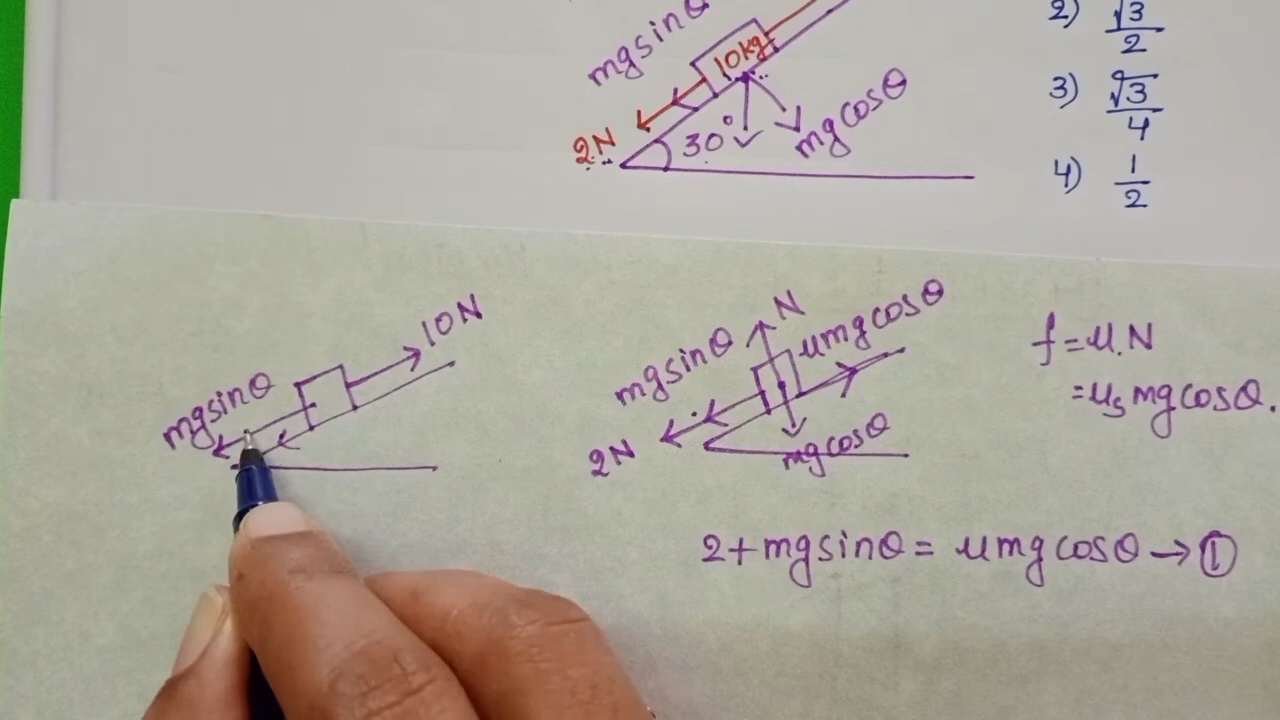 mgsinθ
10kg
2N
30°
mgcosθ
2) √3/2
3) √3/4
4) 1/2
10N
mgsinθ
N
μmgcosθ
mgsinθ
2N
mgcosθ
f=μ.N
=μs mgcosθ.
2+mgsinθ = μmgcosθ → ①